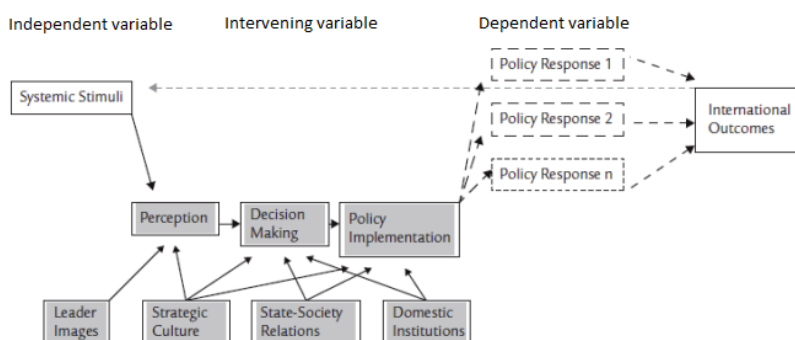 Independent variable
Intervening variable
Dependent variable
Policy Response 1
Systemic Stimuli
Policy Response 2
International
Outcomes
Policy Response n
Perception
Decision
Making
Policy
Implementation
Leader
Images
Strategic
Culture
State-Society
Relations
Domestic
Institutions